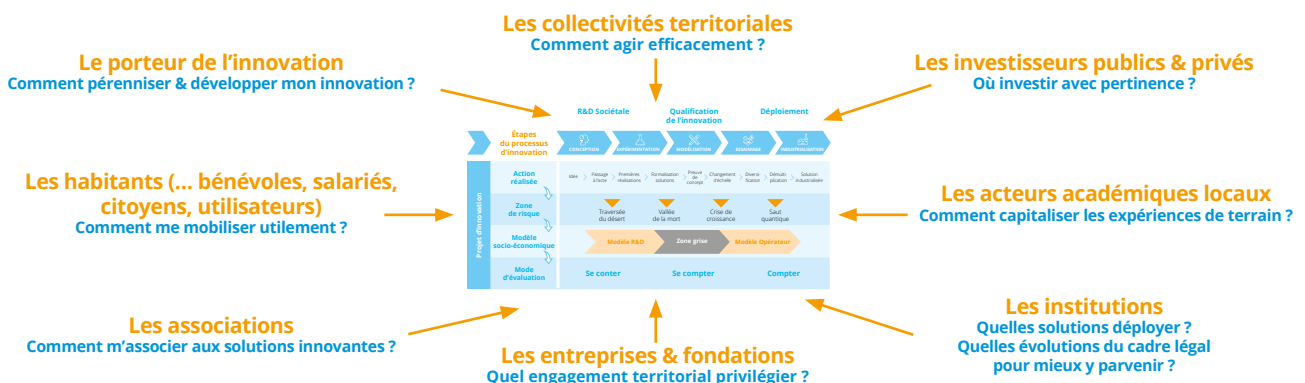 Les collectivités territoriales
Comment agir efficacement ?
Le porteur de l’innovation
Comment pérenniser & développer mon innovation ?
Les investisseurs publics & privés
Où investir avec pertinence ?
R&D Sociétale
Qualification
de l’innovation
Déploiement
Étapes
du processus
d’innovation
CONCEPTION
EXPÉRIMENTATION
MODÉLISATION
ESSAIMAGE
INDUSTRIALISATION
Projet d’innovation
Action
réalisée
Idée
Passage
à l’acte
Premières
réalisations
Formalisation
solutions
Preuve
de
concept
Changement
d’échelle
Diversi
fication
Démulti
plication
Solution
industrialisée
Zone
de risque
Traversée
du désert
Vallée
de la mort
Crise de
croissance
Saut
quantique
Modèle
socio-économique
Modèle R&D
Zone grise
Modèle Opérateur
Mode
d’évaluation
Se conter
Se compter
Compter
Les habitants (... bénévoles, salariés,
citoyens, utilisateurs)
Comment me mobiliser utilement ?
Les acteurs académiques locaux
Comment capitaliser les expériences de terrain ?
Les associations
Comment m’associer aux solutions innovantes ?
Les entreprises & fondations
Quel engagement territorial privilégier ?
Les institutions
Quelles solutions déployer ?
Quelles évolutions du cadre légal
pour mieux y parvenir ?